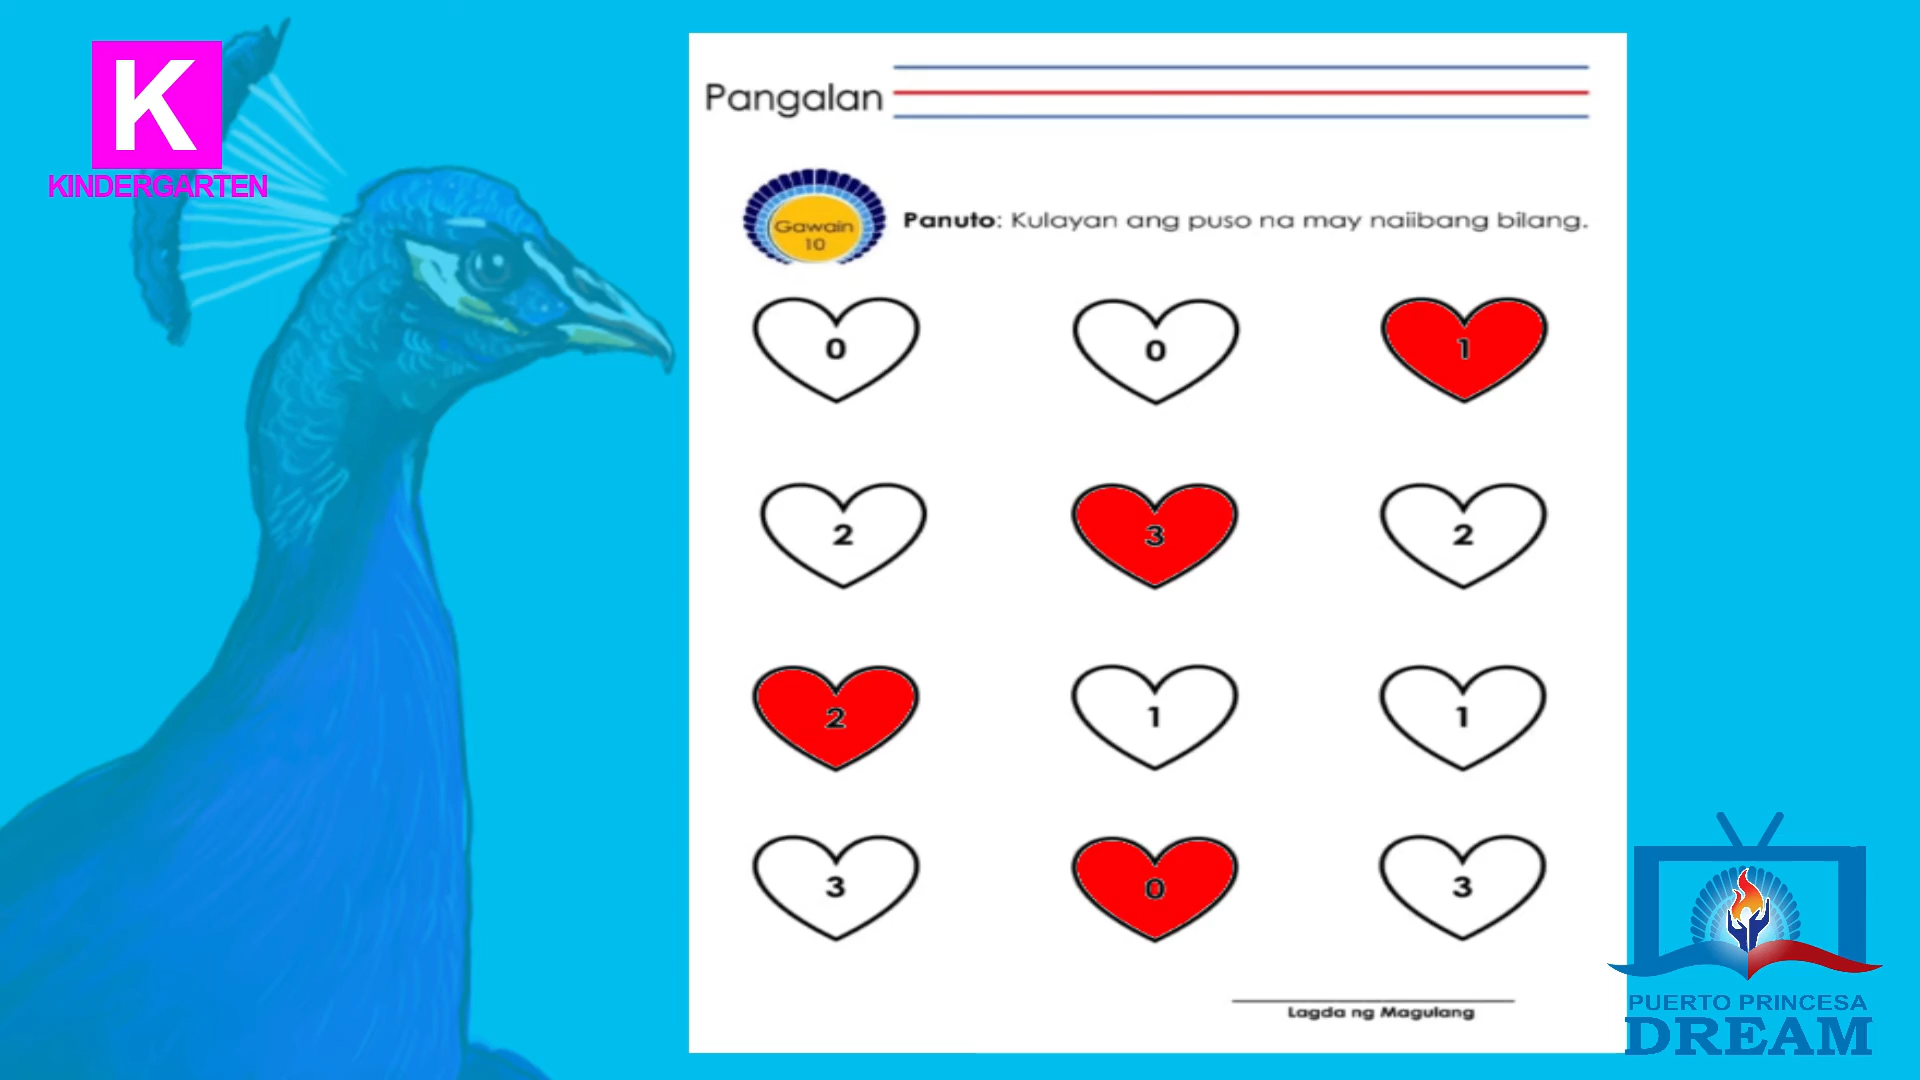 K
KINDERGARTEN
Pangalan
Gawain
10
Panuto: Kulayan ang puso na may naiibang bilang.
0 0 1
2 3 2
2 1 1
3 0 3
Lagda ng Magulang
PUERTO PRINCESA
DREAM